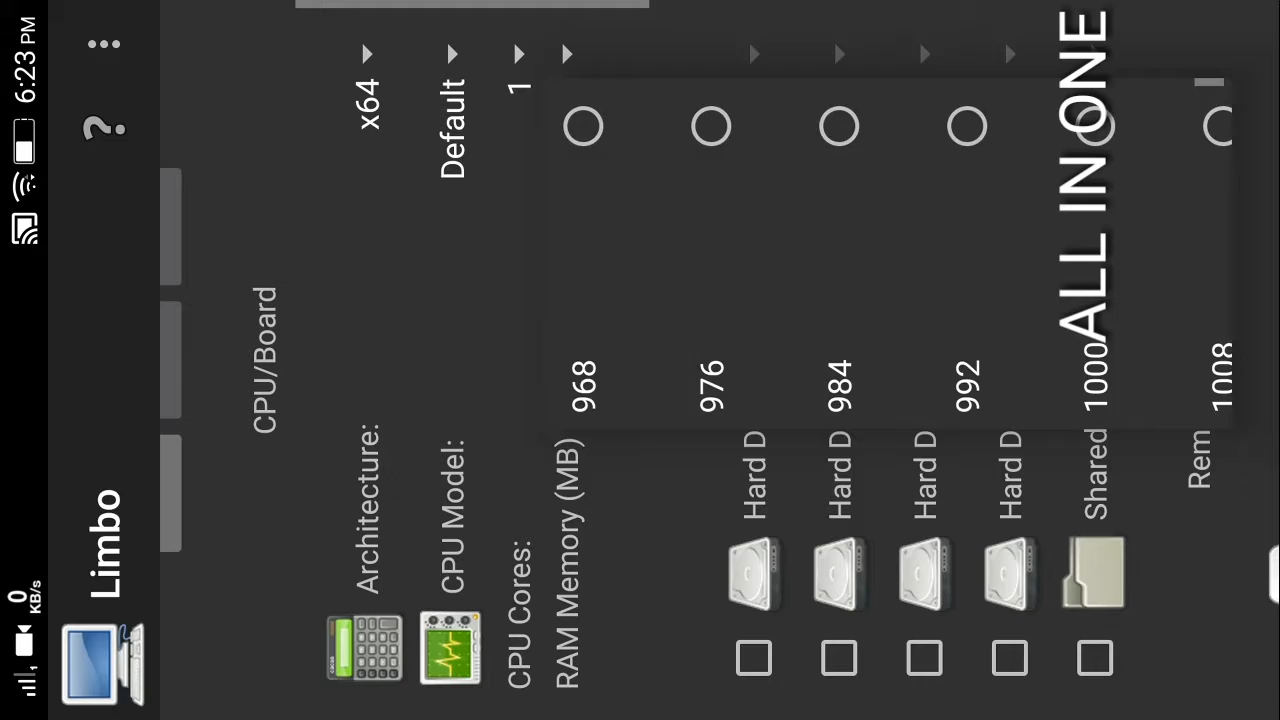 0 KB/s
6:23 PM
Limbo
?
CPU/Board
Architecture: x64
CPU Model: Default
CPU Cores: 1
RAM Memory (MB)
968
976
984
992
1000
1008
Hard D
Hard D
Hard D
Hard D
Shared
Rem
ALL IN ONE